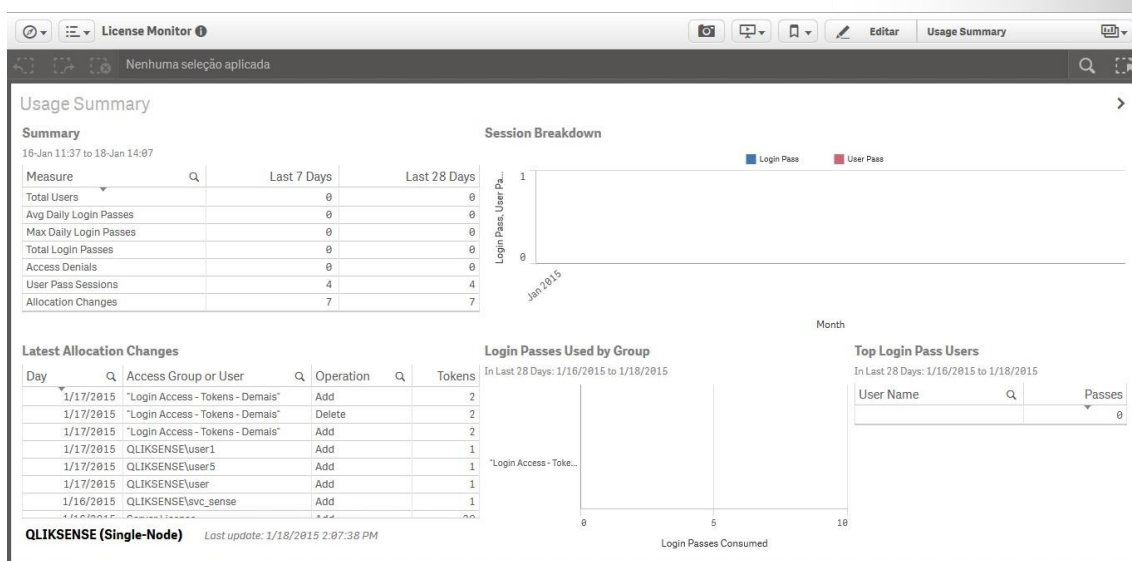 License Monitor
Editar
Usage Summary
Nenhuma seleção aplicada
Usage Summary
Summary
16-Jan 11:37 to 18-Jan 14:07
Measure Last 7 Days Last 28 Days
Total Users 0 0
Avg Daily Login Passes 0 0
Max Daily Login Passes 0 0
Total Login Passes 0 0
Access Denials 0 0
User Pass Sessions 4 4
Allocation Changes 7 7
Session Breakdown
Login Pass User Pass
Login Pass, User Pa...
1
0
Jan 2015
Month
Latest Allocation Changes
Day Access Group or User Operation Tokens
1/17/2015 "Login Access - Tokens - Demais" Add 2
1/17/2015 "Login Access - Tokens - Demais" Delete 2
1/17/2015 "Login Access - Tokens - Demais" Add 2
1/17/2015 QLIKSENSE\user1 Add 1
1/17/2015 QLIKSENSE\user5 Add 1
1/17/2015 QLIKSENSE\user Add 1
1/16/2015 QLIKSENSE\svc_sense Add 1
Login Passes Used by Group
In Last 28 Days: 1/16/2015 to 1/18/2015
"Login Access - Toke...
0 5 10
Login Passes Consumed
Top Login Pass Users
In Last 28 Days: 1/16/2015 to 1/18/2015
User Name Passes
0
QLIKSENSE (Single-Node) Last update: 1/18/2015 2:07:38 PM